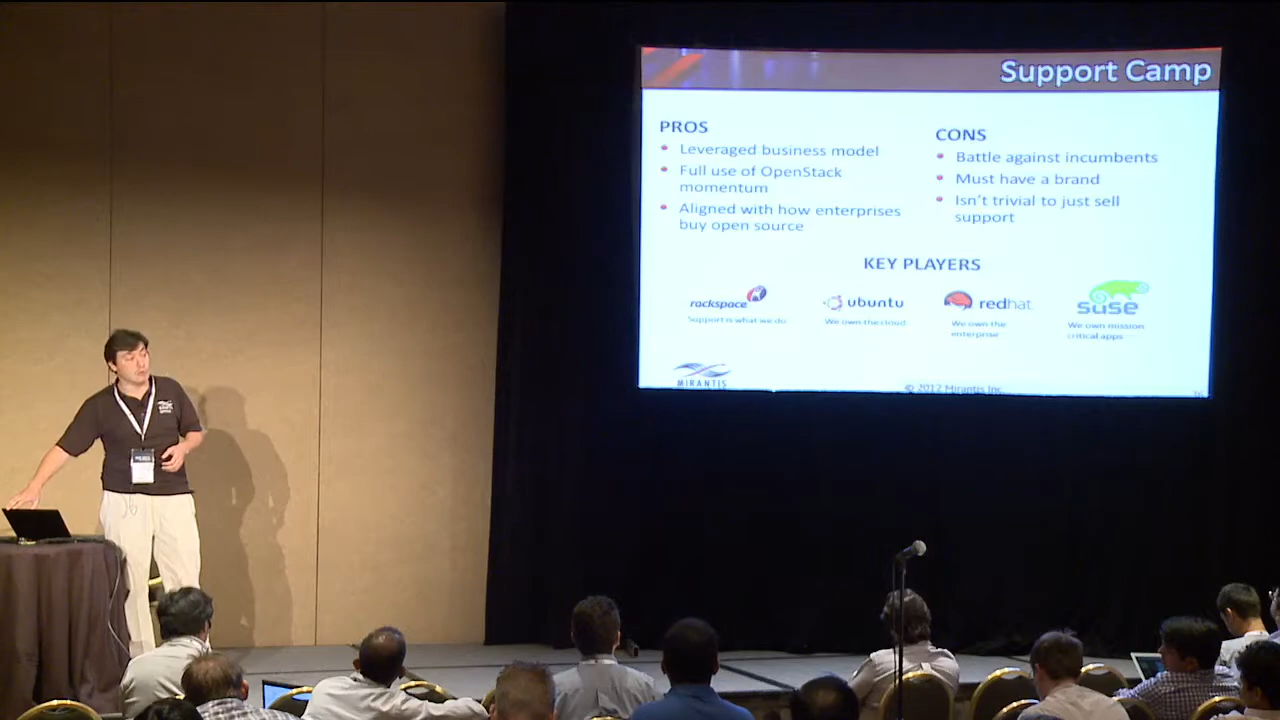 Support Camp
PROS
Leveraged business model
Full use of OpenStack
momentum
Aligned with how enterprises
buy open source
CONS
Battle against incumbents
Must have a brand
Isn't trivial to just sell
support
KEY PLAYERS
rackspace
Support is what we do
ubuntu
We own the cloud
redhat.
We own the
enterprise
suse
We own mission
critical apps
MIRANTIS
© 2012 Mirantis Inc.